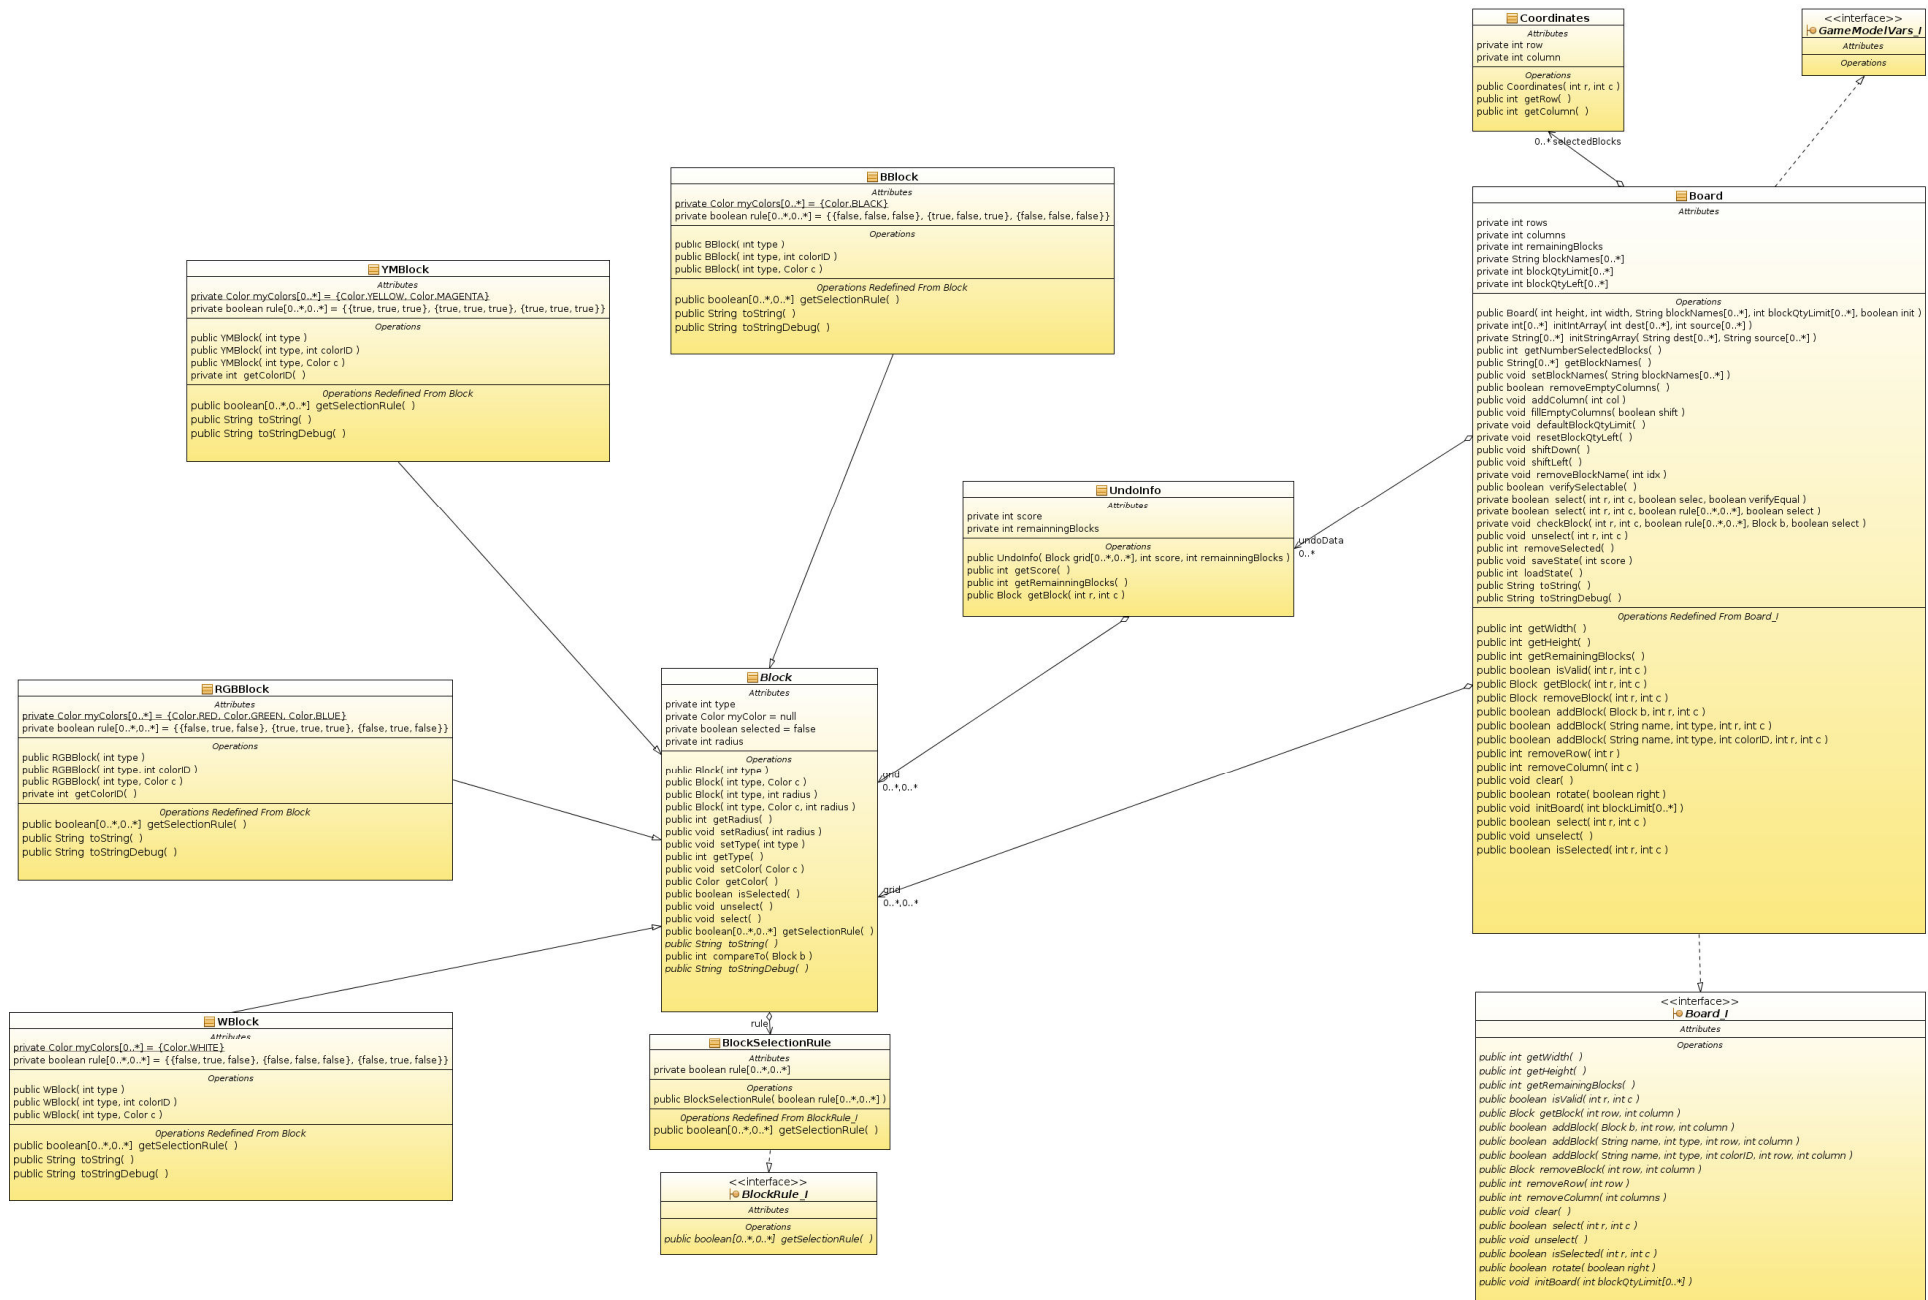 Coordinates
Attributes
private int row
private int column
Operations
public Coordinates( int r, int c )
public int  getRow(  )
public int  getColumn(  )
<<interface>>
GameModelVars_I
Attributes
Operations
0..* selectedBlocks
BBlock
Attributes
private Color myColors[0..*] = {Color.BLACK}
private boolean rule[0..*,0..*] = {{false, false, false}, {true, false, true}, {false, false, false}}
Operations
public BBlock( int type )
public BBlock( int type, int colorID )
public BBlock( int type, Color c )
Operations Redefined From Block
public boolean[0..*,0..*]  getSelectionRule(  )
public String  toString(  )
public String  toStringDebug(  )
YMBlock
Attributes
private Color myColors[0..*] = {Color.YELLOW, Color.MAGENTA}
private boolean rule[0..*,0..*] = {{true, true, true}, {true, true, true}, {true, true, true}}
Operations
public YMBlock( int type )
public YMBlock( int type, int colorID )
public YMBlock( int type, Color c )
private int  getColorID(  )
Operations Redefined From Block
public boolean[0..*,0..*]  getSelectionRule(  )
public String  toString(  )
public String  toStringDebug(  )
Board
Attributes
private int rows
private int columns
private int remainingBlocks
private String blockNames[0..*]
private int blockQtyLimit[0..*]
private int blockQtyLeft[0..*]
Operations
public Board( int height, int width, String blockNames[0..*], int blockQtyLimit[0..*], boolean init )
private int[0..*]  initIntArray( int dest[0..*], int source[0..*] )
private String[0..*]  initStringArray( String dest[0..*], String source[0..*] )
public int  getNumberSelectedBlocks(  )
public String[0..*]  getBlockNames(  )
public void  setBlockNames( String blockNames[0..*] )
public boolean  removeEmptyColumns(  )
public void  addColumn( int col )
public void  fillEmptyColumns( boolean shift )
private void  defaultBlockQtyLimit(  )
private void  resetBlockQtyLeft(  )
public void  shiftDown(  )
public void  shiftLeft(  )
private void  removeBlockName( int idx )
public boolean  verifySelectable(  )
private boolean  select( int r, int c, boolean selec, boolean verifyEqual )
private boolean  select( int r, int c, boolean rule[0..*,0..*], boolean select )
private void  checkBlock( int r, int c, boolean rule[0..*,0..*], Block b, boolean select )
public void  unselect( int r, int c )
public int  removeSelected(  )
public void  saveState( int score )
public int  loadState(  )
public String  toString(  )
public String  toStringDebug(  )
Operations Redefined From Board_I
public int  getWidth(  )
public int  getHeight(  )
public int  getRemainingBlocks(  )
public boolean  isValid( int r, int c )
public Block  getBlock( int r, int c )
public Block  removeBlock( int r, int c )
public boolean  addBlock( Block b, int r, int c )
public boolean  addBlock( String name, int type, int r, int c )
public boolean  addBlock( String name, int type, int colorID, int r, int c )
public int  removeRow( int r )
public int  removeColumn( int c )
public void  clear(  )
public boolean  rotate( boolean right )
public void  initBoard( int blockLimit[0..*] )
public boolean  select( int r, int c )
public void  unselect(  )
public boolean  isSelected( int r, int c )
UndoInfo
Attributes
private int score
private int remainningBlocks
Operations
public UndoInfo( Block grid[0..*,0..*], int score, int remainningBlocks )
public int  getScore(  )
public int  getRemainningBlocks(  )
public Block  getBlock( int r, int c )
undoData
0..*
Block
Attributes
private int type
private Color myColor = null
private boolean selected = false
private int radius
Operations
public Block( int type )
public Block( int type, Color c )
public Block( int type, int radius )
public Block( int type, Color c, int radius )
public int  getRadius(  )
public void  setRadius( int radius )
public void  setType( int type )
public int  getType(  )
public void  setColor( Color c )
public Color  getColor(  )
public boolean  isSelected(  )
public void  unselect(  )
public void  select(  )
public boolean[0..*,0..*]  getSelectionRule(  )
public String  toString(  )
public int  compareTo( Block b )
public String  toStringDebug(  )
grid
0..*,0..*
grid
0..*,0..*
RGBBlock
Attributes
private Color myColors[0..*] = {Color.RED, Color.GREEN, Color.BLUE}
private boolean rule[0..*,0..*] = {{false, true, false}, {true, true, true}, {false, true, false}}
Operations
public RGBBlock( int type )
public RGBBlock( int type, int colorID )
public RGBBlock( int type, Color c )
private int  getColorID(  )
Operations Redefined From Block
public boolean[0..*,0..*]  getSelectionRule(  )
public String  toString(  )
public String  toStringDebug(  )
WBlock
Attributes
private Color myColors[0..*] = {Color.WHITE}
private boolean rule[0..*,0..*] = {{false, true, false}, {false, false, false}, {false, true, false}}
Operations
public WBlock( int type )
public WBlock( int type, int colorID )
public WBlock( int type, Color c )
Operations Redefined From Block
public boolean[0..*,0..*]  getSelectionRule(  )
public String  toString(  )
public String  toStringDebug(  )
rule
BlockSelectionRule
Attributes
private boolean rule[0..*,0..*]
Operations
public BlockSelectionRule( boolean rule[0..*,0..*] )
Operations Redefined From BlockRule_I
public boolean[0..*,0..*]  getSelectionRule(  )
<<interface>>
BlockRule_I
Attributes
Operations
public boolean[0..*,0..*]  getSelectionRule(  )
<<interface>>
Board_I
Attributes
Operations
public int  getWidth(  )
public int  getHeight(  )
public int  getRemainingBlocks(  )
public boolean  isValid( int r, int c )
public Block  getBlock( int row, int column )
public boolean  addBlock( Block b, int row, int column )
public boolean  addBlock( String name, int type, int row, int column )
public boolean  addBlock( String name, int type, int colorID, int row, int column )
public Block  removeBlock( int row, int column )
public int  removeRow( int row )
public int  removeColumn( int columns )
public void  clear(  )
public boolean  select( int r, int c )
public void  unselect(  )
public boolean  isSelected( int r, int c )
public boolean  rotate( boolean right )
public void  initBoard( int blockQtyLimit[0..*] )